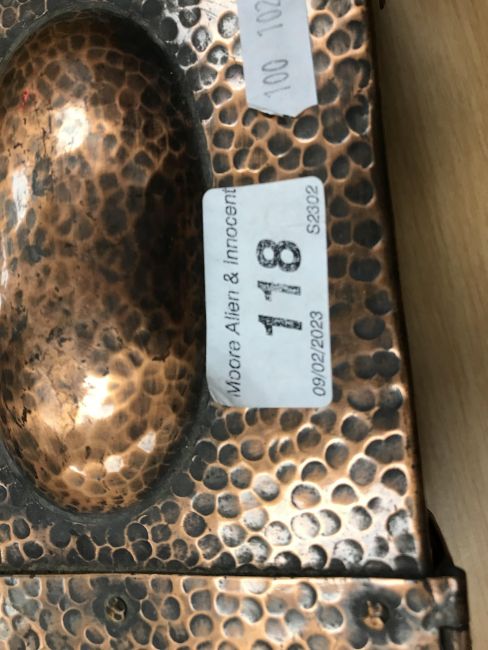 100 102
Moore Allen & Innocent
118
09/02/2023 S2302